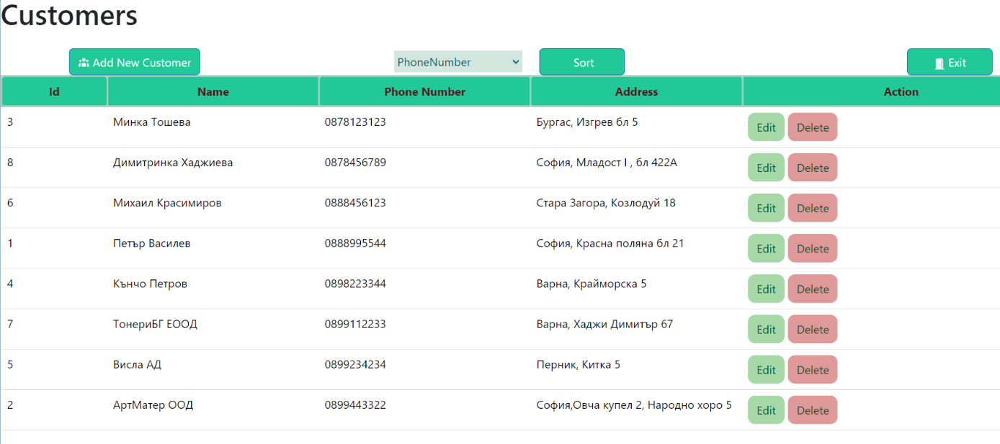 Customers
Add New Customer PhoneNumber Sort Exit
Id Name Phone Number Address Action
3 Минка Тошева 0878123123 Бургас, Изгрев бл 5 Edit Delete
8 Димитринка Хаджиева 0878456789 София, Младост I , бл 422А Edit Delete
6 Михаил Красимиров 0888456123 Стара Загора, Козлодуй 18 Edit Delete
1 Петър Василев 0888995544 София, Красна поляна бл 21 Edit Delete
4 Кънчо Петров 0898223344 Варна, Крайморска 5 Edit Delete
7 ТонериБГ ЕООД 0899112233 Варна, Хаджи Димитър 67 Edit Delete
5 Висла АД 0899234234 Перник, Китка 5 Edit Delete
2 АртМатер ООД 0899443322 София,Овча купел 2, Народно хоро 5 Edit Delete